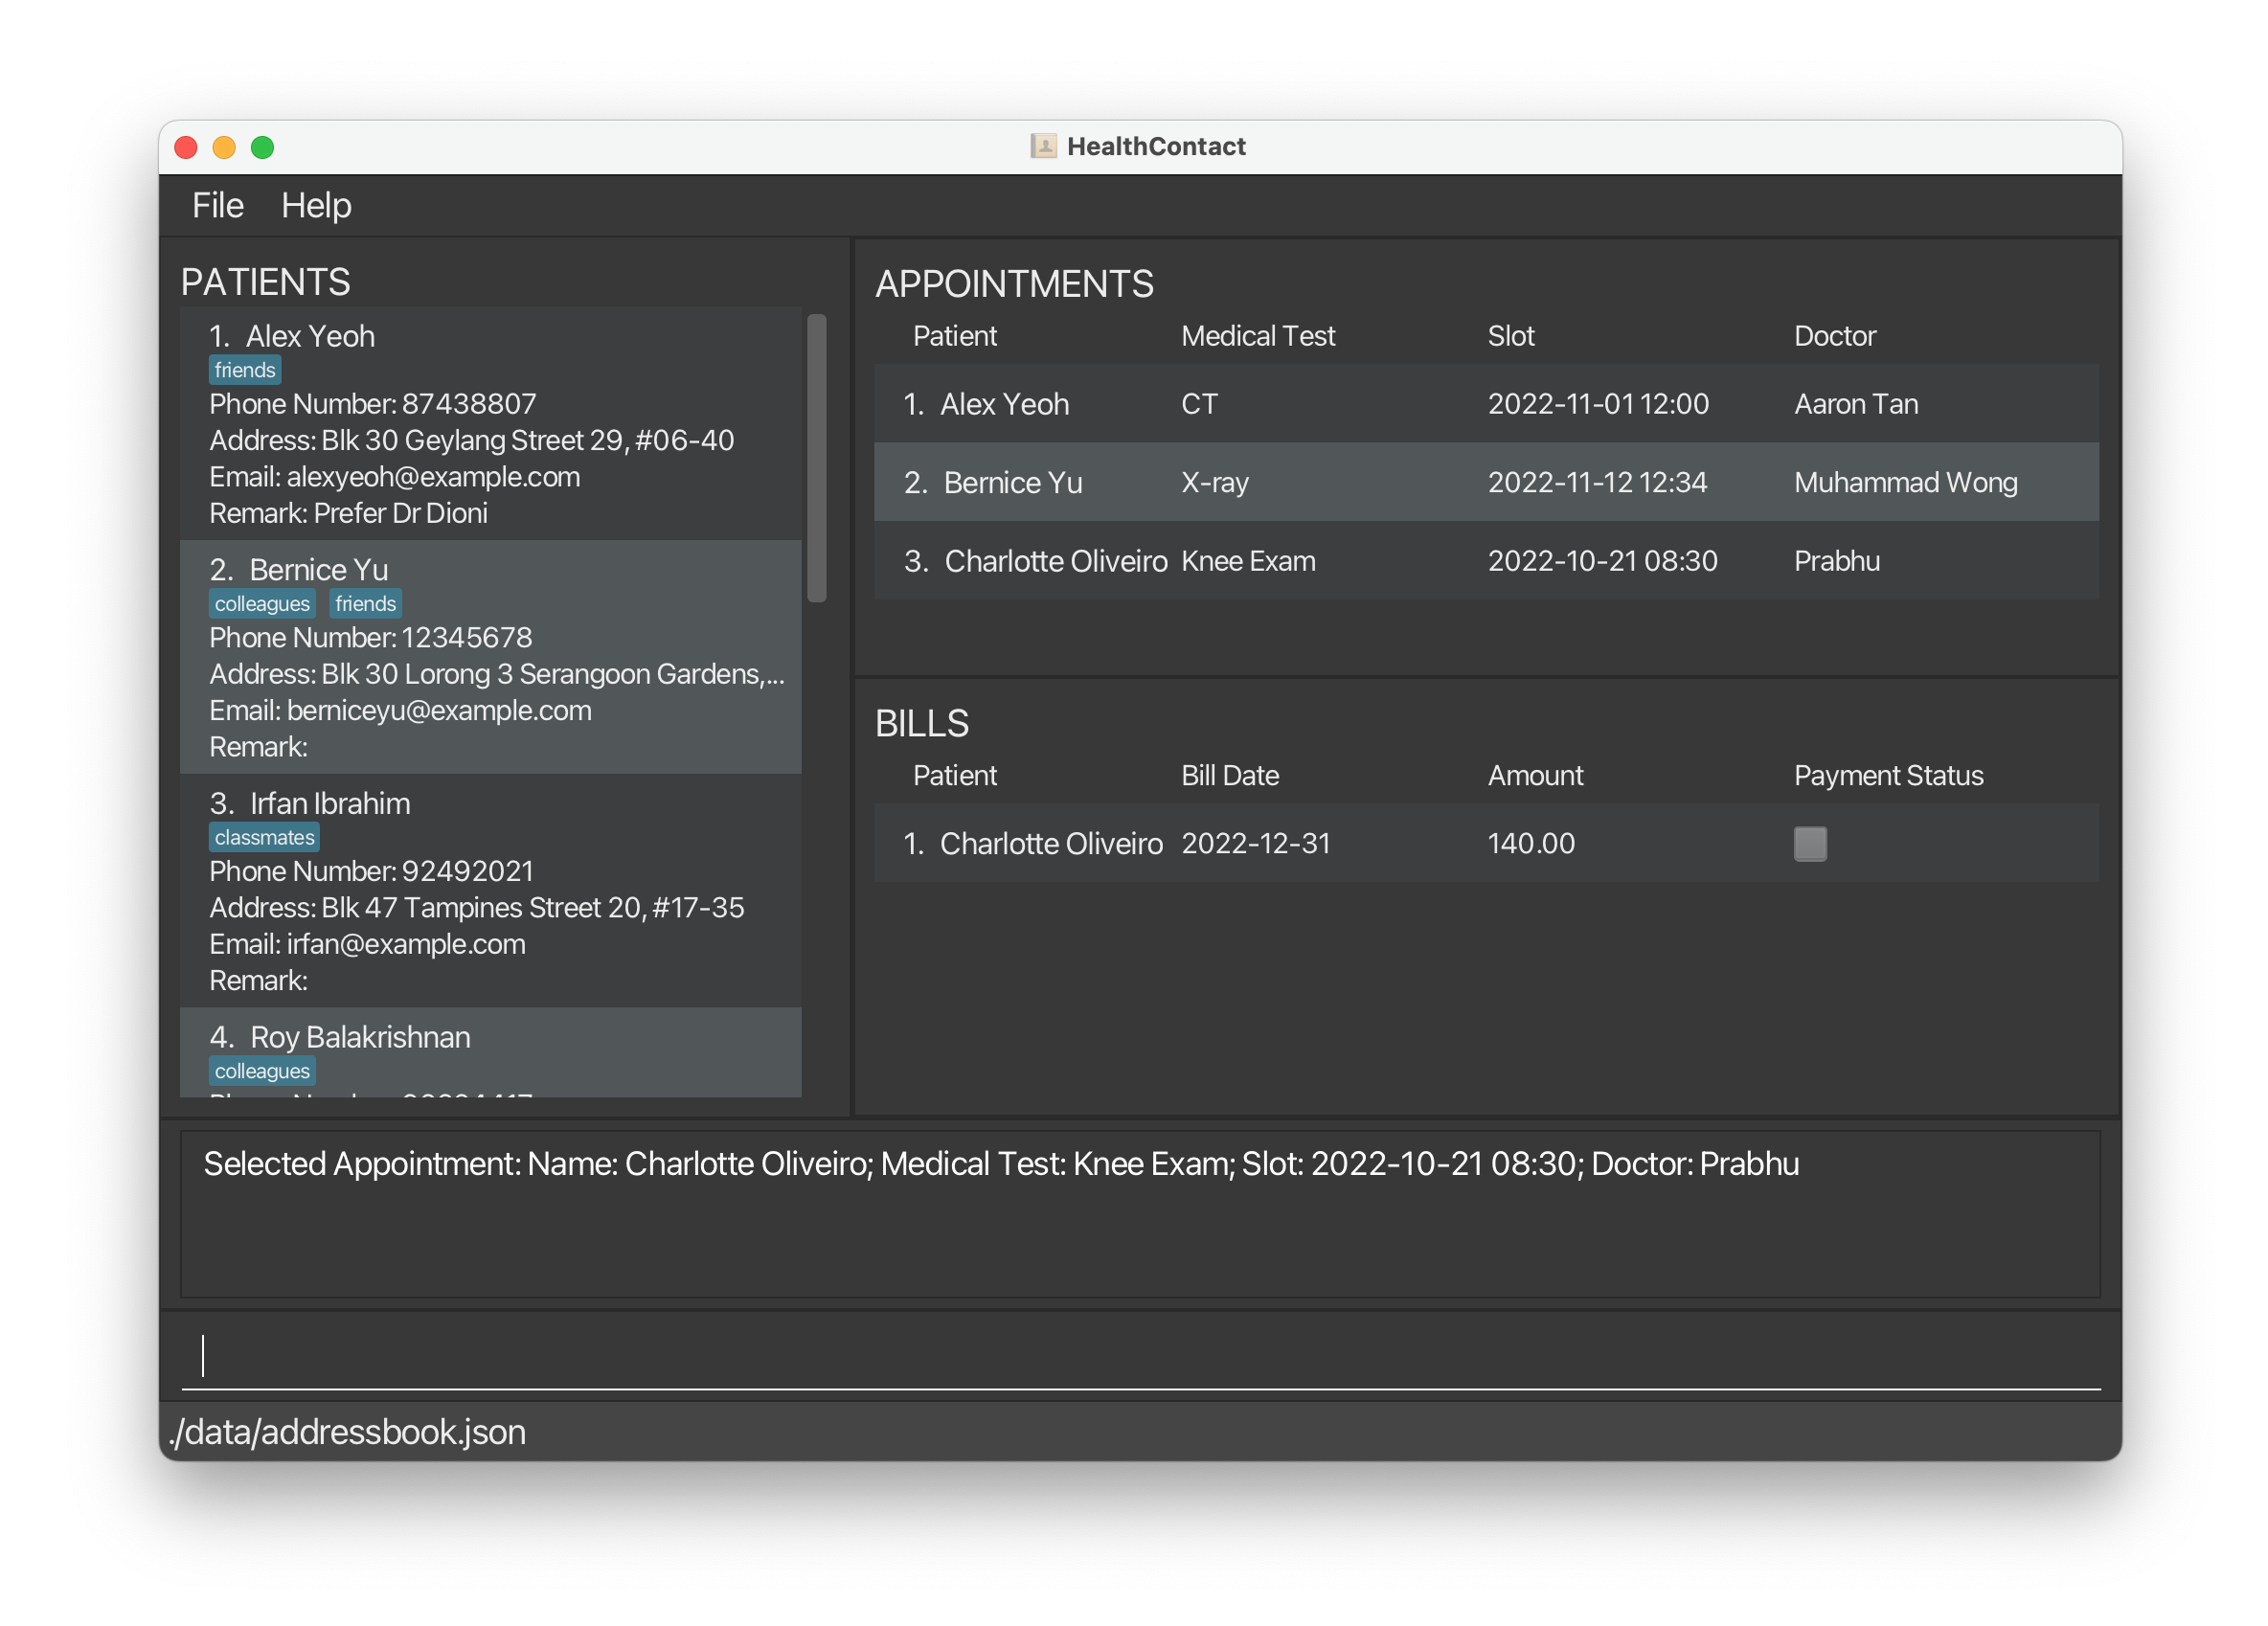 HealthContact
File Help
PATIENTS
1. Alex Yeoh
friends
Phone Number: 87438807
Address: Blk 30 Geylang Street 29, #06-40
Email: alexyeoh@example.com
Remark: Prefer Dr Dioni
2. Bernice Yu
colleagues friends
Phone Number: 12345678
Address: Blk 30 Lorong 3 Serangoon Gardens,...
Email: berniceyu@example.com
Remark:
3. Irfan Ibrahim
classmates
Phone Number: 92492021
Address: Blk 47 Tampines Street 20, #17-35
Email: irfan@example.com
Remark:
4. Roy Balakrishnan
colleagues
APPOINTMENTS
Patient Medical Test Slot Doctor
1. Alex Yeoh CT 2022-11-01 12:00 Aaron Tan
2. Bernice Yu X-ray 2022-11-12 12:34 Muhammad Wong
3. Charlotte Oliveiro Knee Exam 2022-10-21 08:30 Prabhu
BILLS
Patient Bill Date Amount Payment Status
1. Charlotte Oliveiro 2022-12-31 140.00
Selected Appointment: Name: Charlotte Oliveiro; Medical Test: Knee Exam; Slot: 2022-10-21 08:30; Doctor: Prabhu
./data/addressbook.json